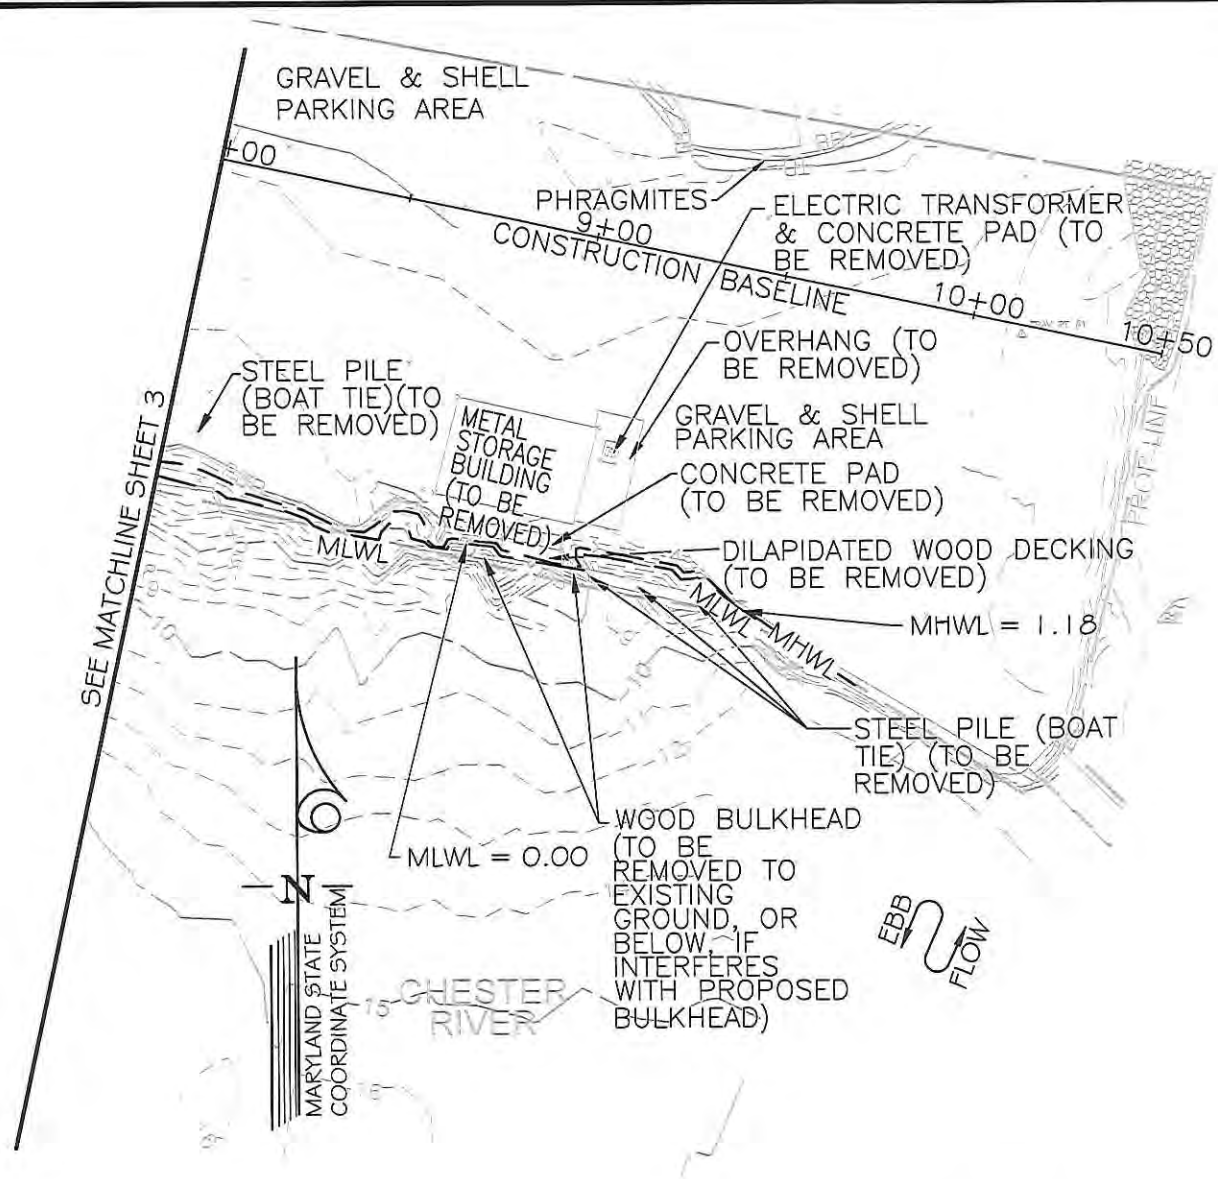 GRAVEL & SHELL
PARKING AREA
+00
PHRAGMITES
ELECTRIC TRANSFORMER
& CONCRETE PAD (TO
BE REMOVED)
9+00
CONSTRUCTION BASELINE
10+00
10+50
OVERHANG (TO
BE REMOVED)
STEEL PILE
(BOAT TIE)(TO
BE REMOVED)
METAL
STORAGE
BUILDING
(TO BE
REMOVED)
GRAVEL & SHELL
PARKING AREA
CONCRETE PAD
(TO BE REMOVED)
PROP LINE
SEE MATCHLINE SHEET 3
MLWL
DILAPIDATED WOOD DECKING
(TO BE REMOVED)
MLWL
MHWL
MHWL = 1.18
10
10
STEEL PILE (BOAT
TIE) (TO BE
REMOVED)
WOOD BULKHEAD
(TO BE
REMOVED TO
EXISTING
GROUND, OR
BELOW, IF
INTERFERES
WITH PROPOSED
BULKHEAD)
MLWL = 0.00
N
MARYLAND STATE
COORDINATE SYSTEM
EBB
FLOW
15
CHESTER
RIVER